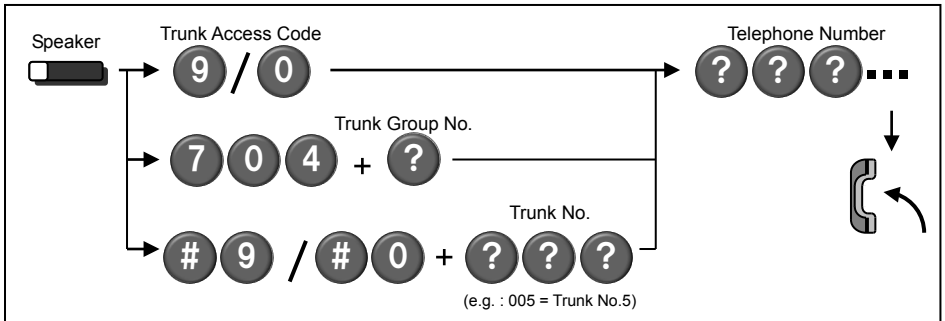 Speaker
Trunk Access Code
9 / 0
Telephone Number
? ? ? ...
Trunk Group No.
7 0 4 + ?
Trunk No.
# 9 / # 0 + ? ? ?
(e.g. : 005 = Trunk No.5)